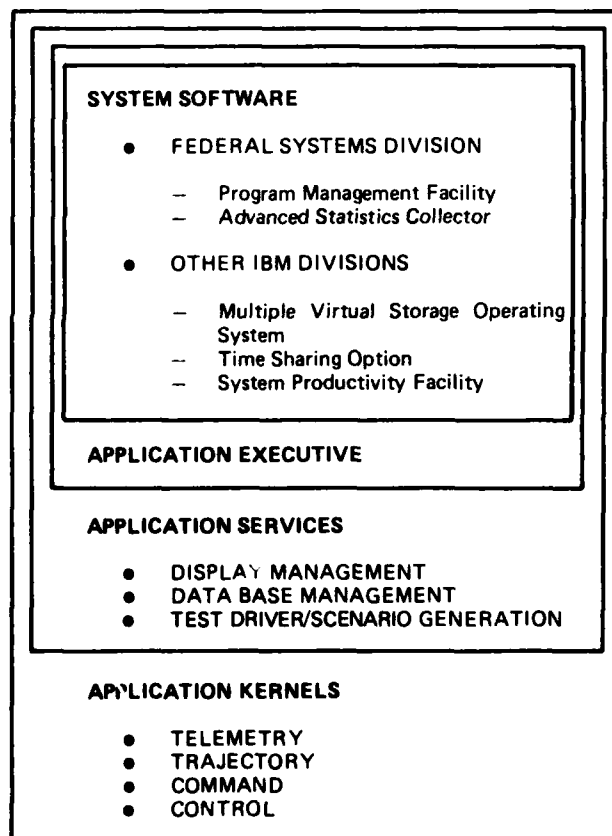 SYSTEM SOFTWARE
● FEDERAL SYSTEMS DIVISION
– Program Management Facility
– Advanced Statistics Collector
● OTHER IBM DIVISIONS
– Multiple Virtual Storage Operating
System
– Time Sharing Option
– System Productivity Facility
APPLICATION EXECUTIVE
APPLICATION SERVICES
● DISPLAY MANAGEMENT
● DATA BASE MANAGEMENT
● TEST DRIVER/SCENARIO GENERATION
APPLICATION KERNELS
● TELEMETRY
● TRAJECTORY
● COMMAND
● CONTROL